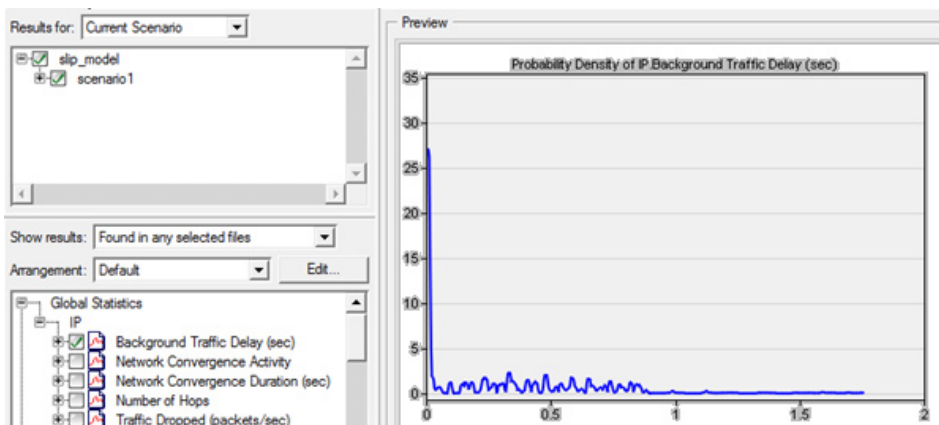 Results for: Current Scenario
slip_model
scenario1
Show results: Found in any selected files
Arrangement: Default Edit...
Global Statistics
IP
Background Traffic Delay (sec)
Network Convergence Activity
Network Convergence Duration (sec)
Number of Hops
Traffic Dropped (packets/sec)
Preview
Probability Density of IP.Background Traffic Delay (sec)
35
30
25
20
15
10
5
0
0 0.5 1 1.5 2